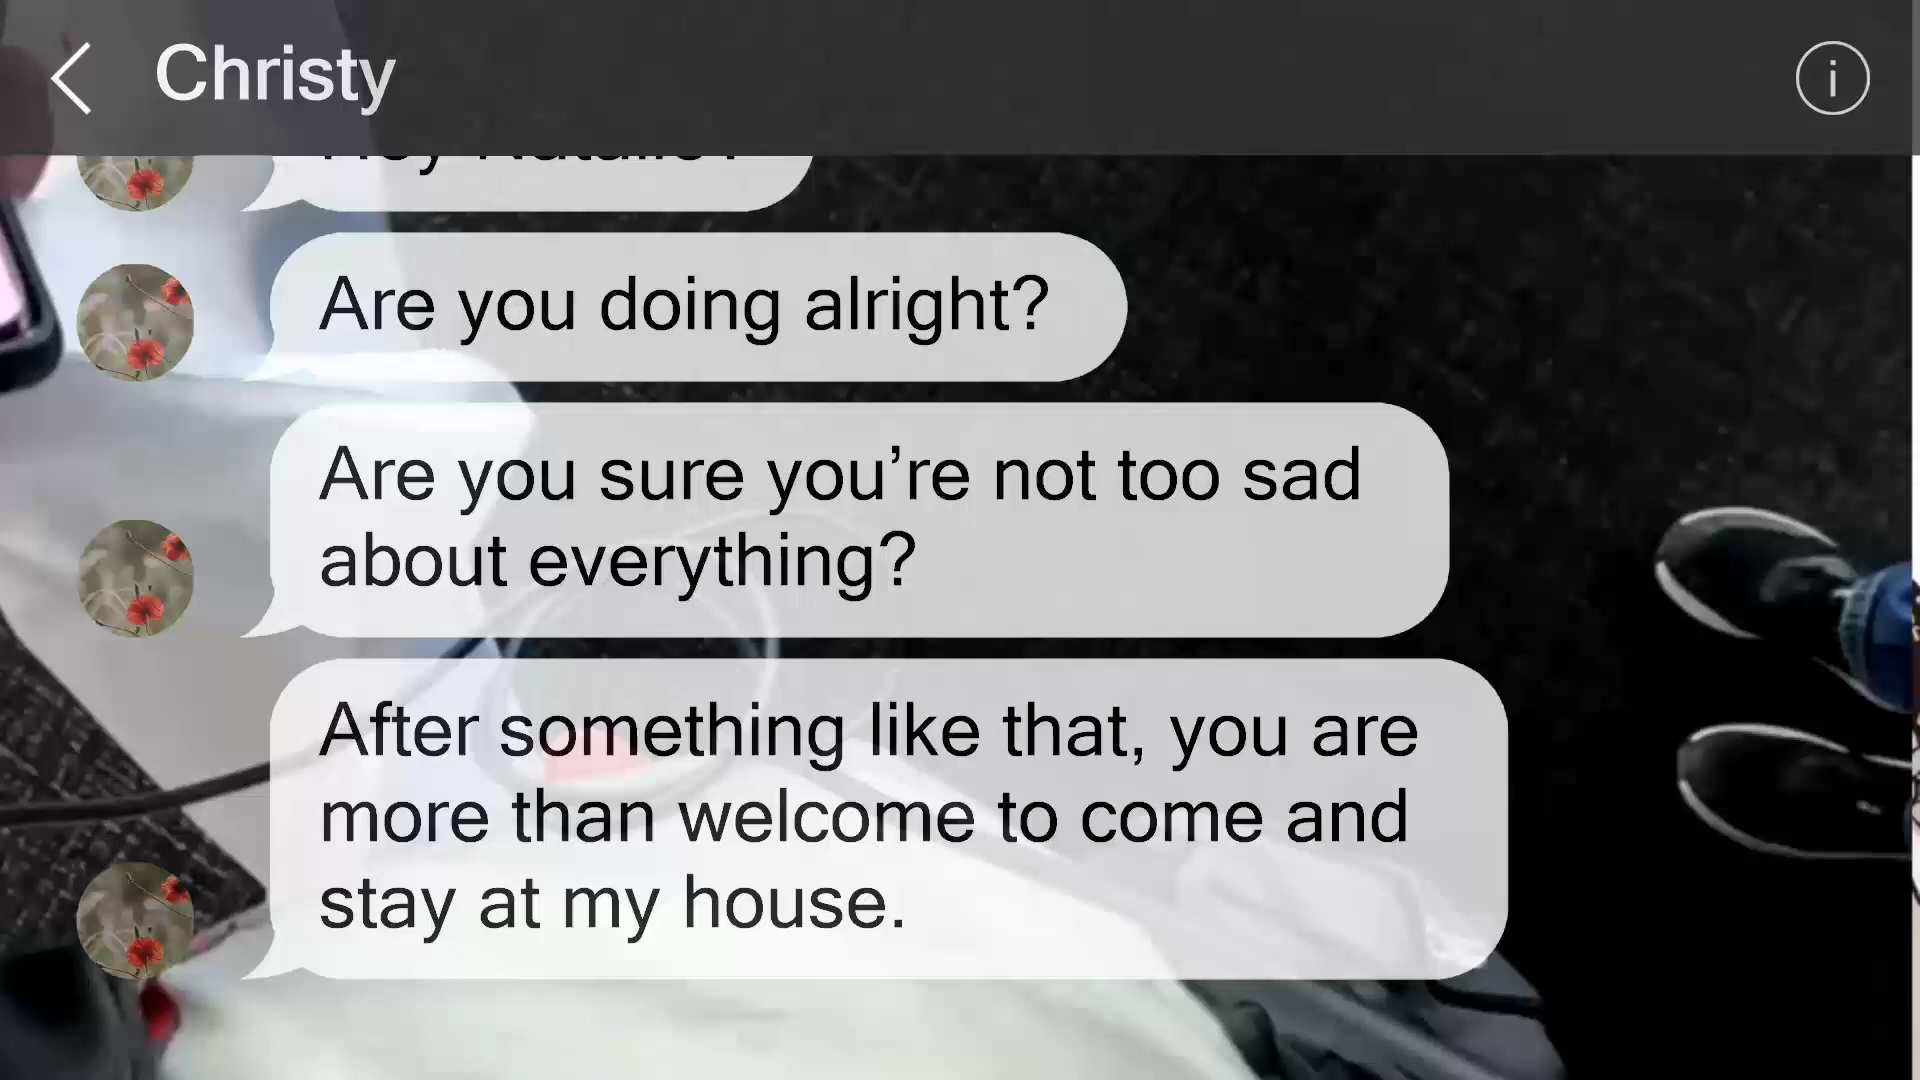 Christy
Are you doing alright?
Are you sure you’re not too sad
about everything?
After something like that, you are
more than welcome to come and
stay at my house.